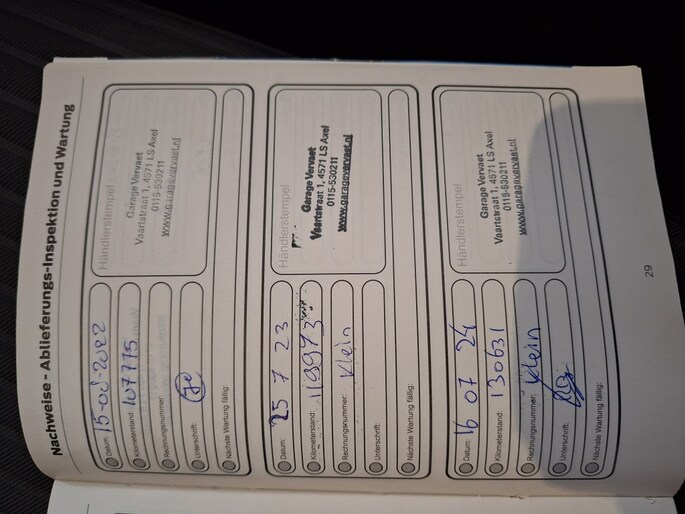 Nachweise - Ablieferungs-Inspektion und Wartung
Datum: 15-08-2022
Kilometerstand: 107775
Rechnungsnummer:
Unterschrift:
Nächste Wartung fällig:
Händlerstempel
Garage Vervaet
Vaartstraat 1, 4571 LS Axel
0115-530211
www.garagevervaet.nl
Datum: 25 7 23
Kilometerstand: 118973
Rechnungsnummer: Klein
Unterschrift:
Nächste Wartung fällig:
Händlerstempel
Garage Vervaet
Vaartstraat 1, 4571 LS Axel
0115-530211
www.garagevervaet.nl
Datum: 16 07 24
Kilometerstand: 130631
Rechnungsnummer: Klein
Unterschrift:
Nächste Wartung fällig:
Händlerstempel
Garage Vervaet
Vaartstraat 1, 4571 LS Axel
0115-530211
www.garagevervaet.nl
29